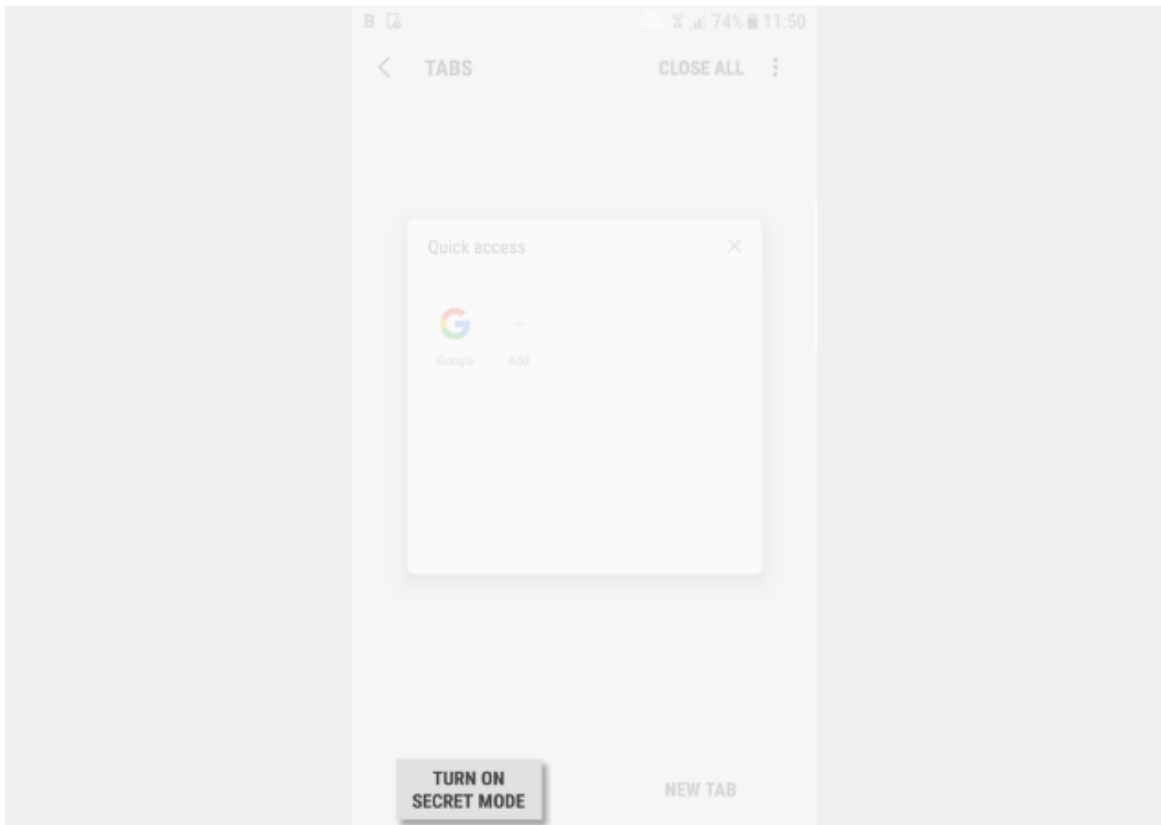 B 74% 11:50
TABS CLOSE ALL
Quick access
G
Google Add
TURN ON
SECRET MODE
NEW TAB